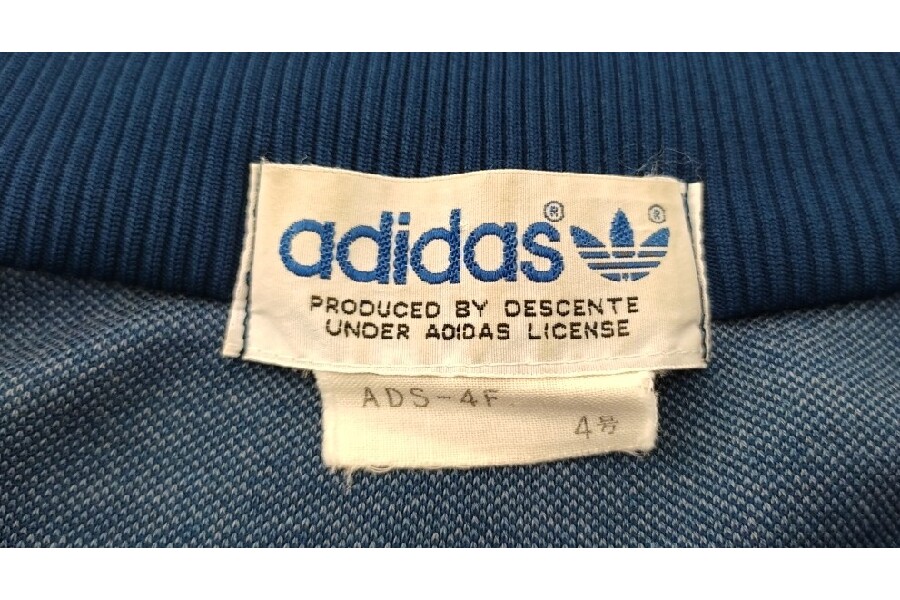 adidas® ®
PRODUCED BY DESCENTE
UNDER ADIDAS LICENSE
ADS-4F
4号